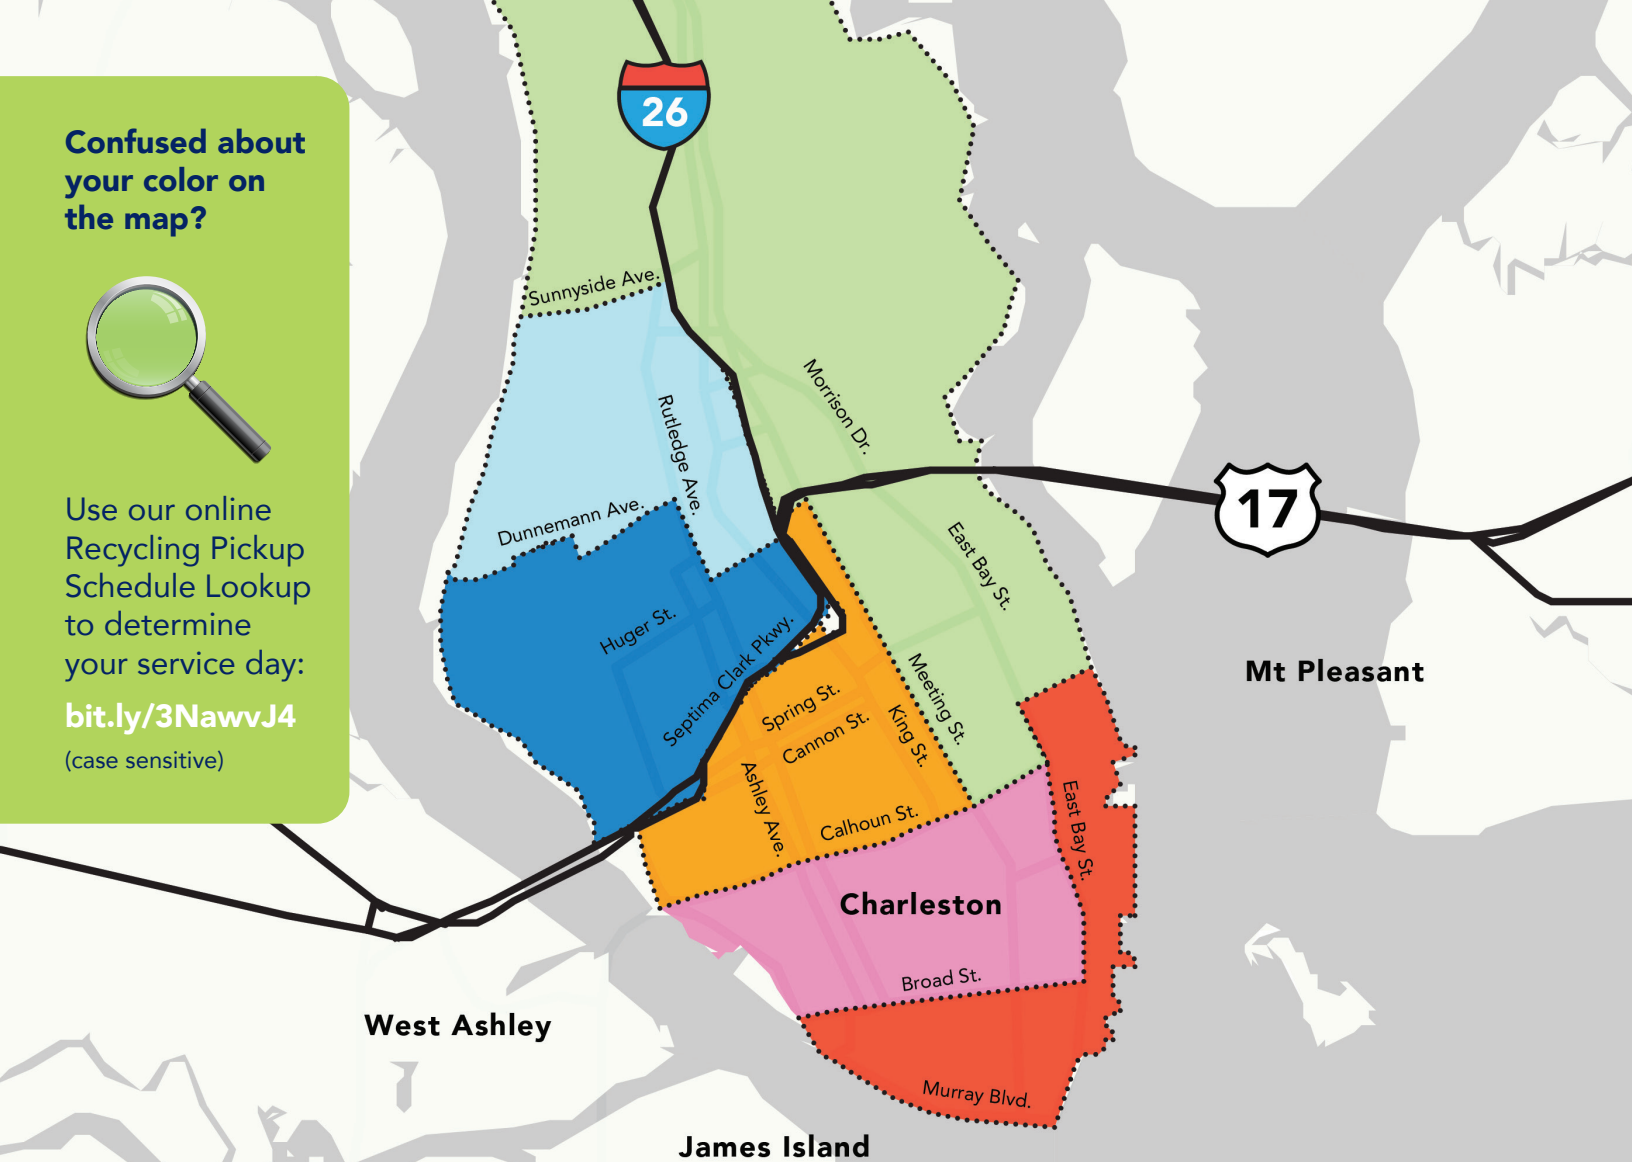 Confused about
your color on
the map?
Use our online
Recycling Pickup
Schedule Lookup
to determine
your service day:
bit.ly/3NawvJ4
(case sensitive)
26
Sunnyside Ave.
Morrison Dr.
Rutledge Ave.
17
Dunnemann Ave.
East Bay St.
Huger St.
Septima Clark Pkwy.
Mt Pleasant
Meeting St.
Spring St.
King St.
Cannon St.
Ashley Ave.
East Bay St.
Calhoun St.
Charleston
Broad St.
West Ashley
Murray Blvd.
James Island